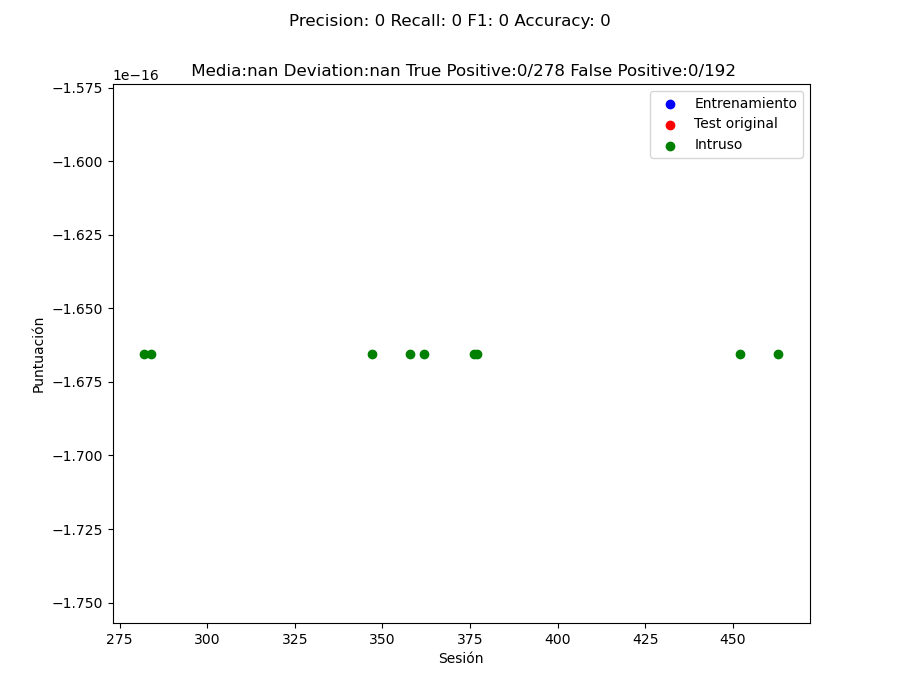 Precision: 0 Recall: 0 F1: 0 Accuracy: 0
Media:nan Deviation:nan True Positive:0/278 False Positive:0/192
1e−16
−1.575
−1.600
−1.625
−1.650
−1.675
−1.700
−1.725
−1.750
Puntuación
Entrenamiento
Test original
Intruso
275 300 325 350 375 400 425 450
Sesión